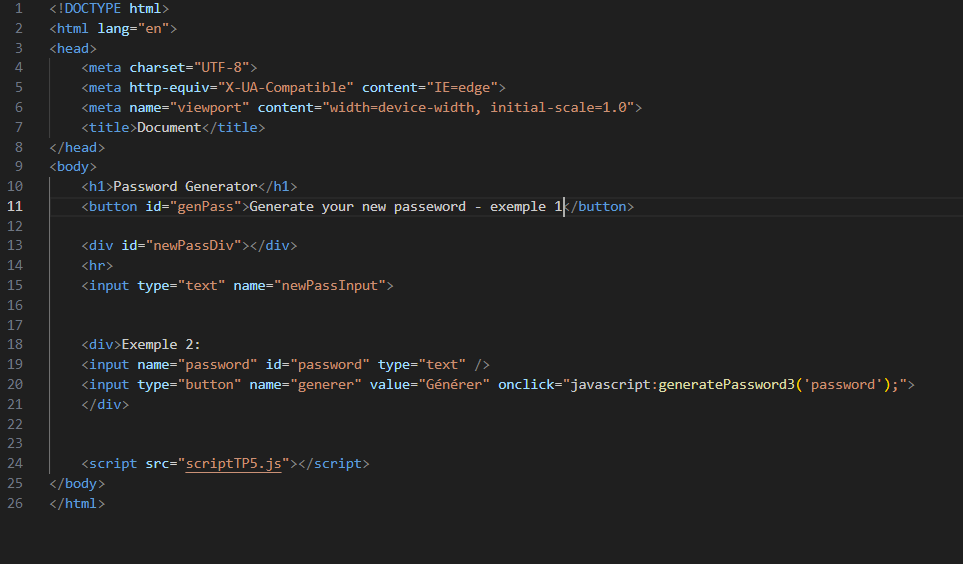 1 <!DOCTYPE html>
2 <html lang="en">
3 <head>
4     <meta charset="UTF-8">
5     <meta http-equiv="X-UA-Compatible" content="IE=edge">
6     <meta name="viewport" content="width=device-width, initial-scale=1.0">
7     <title>Document</title>
8 </head>
9 <body>
10     <h1>Password Generator</h1>
11     <button id="genPass">Generate your new passeword - exemple 1</button>
12
13     <div id="newPassDiv"></div>
14     <hr>
15     <input type="text" name="newPassInput">
16
17
18     <div>Exemple 2:
19     <input name="password" id="password" type="text" />
20     <input type="button" name="generer" value="Générer" onclick="javascript:generatePassword3('password');">
21     </div>
22
23
24     <script src="scriptTP5.js"></script>
25 </body>
26 </html>